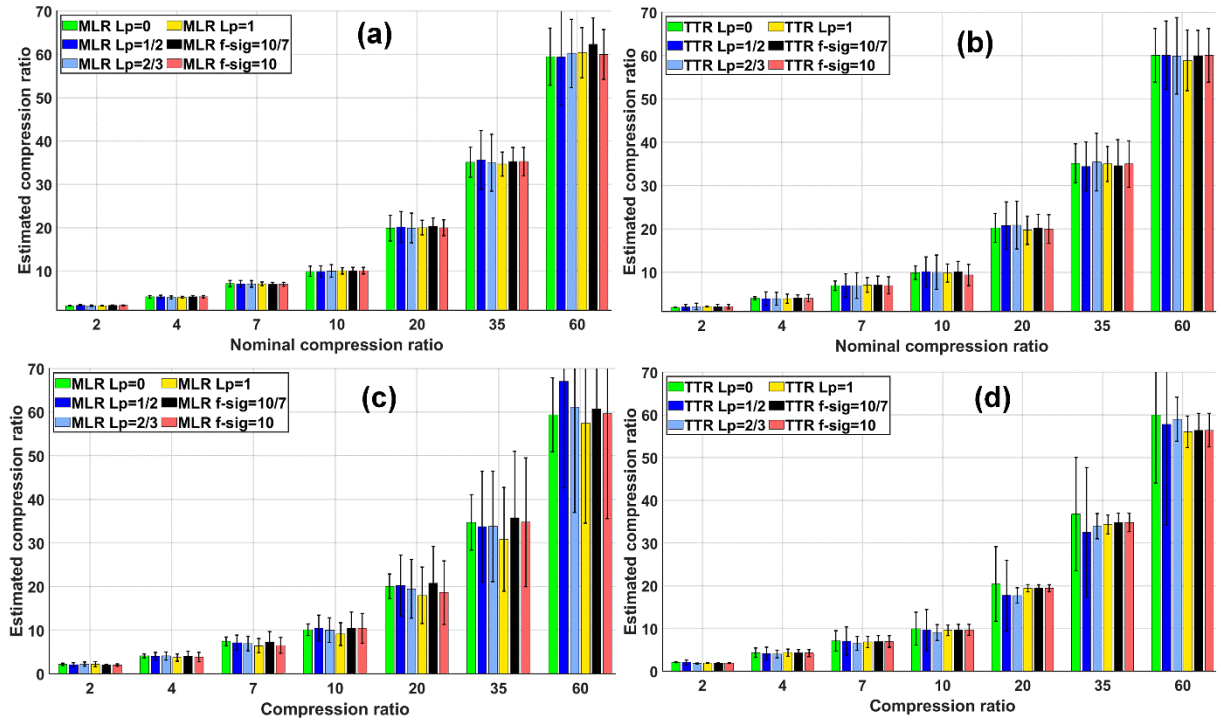 (a)
MLR Lp=0 MLR Lp=1
MLR Lp=1/2 MLR f-sig=10/7
MLR Lp=2/3 MLR f-sig=10
Estimated compression ratio
70
60
50
40
30
20
10
2 4 7 10 20 35 60
Nominal compression ratio
(b)
TTR Lp=0 TTR Lp=1
TTR Lp=1/2 TTR f-sig=10/7
TTR Lp=2/3 TTR f-sig=10
Estimated compression ratio
70
60
50
40
30
20
10
2 4 7 10 20 35 60
Nominal compression ratio
(c)
MLR Lp=0 MLR Lp=1
MLR Lp=1/2 MLR f-sig=10/7
MLR Lp=2/3 MLR f-sig=10
Estimated compression ratio
70
60
50
40
30
20
10
0
2 4 7 10 20 35 60
Compression ratio
(d)
TTR Lp=0 TTR Lp=1
TTR Lp=1/2 TTR f-sig=10/7
TTR Lp=2/3 TTR f-sig=10
Estimated compression ratio
70
60
50
40
30
20
10
0
2 4 7 10 20 35 60
Compression ratio